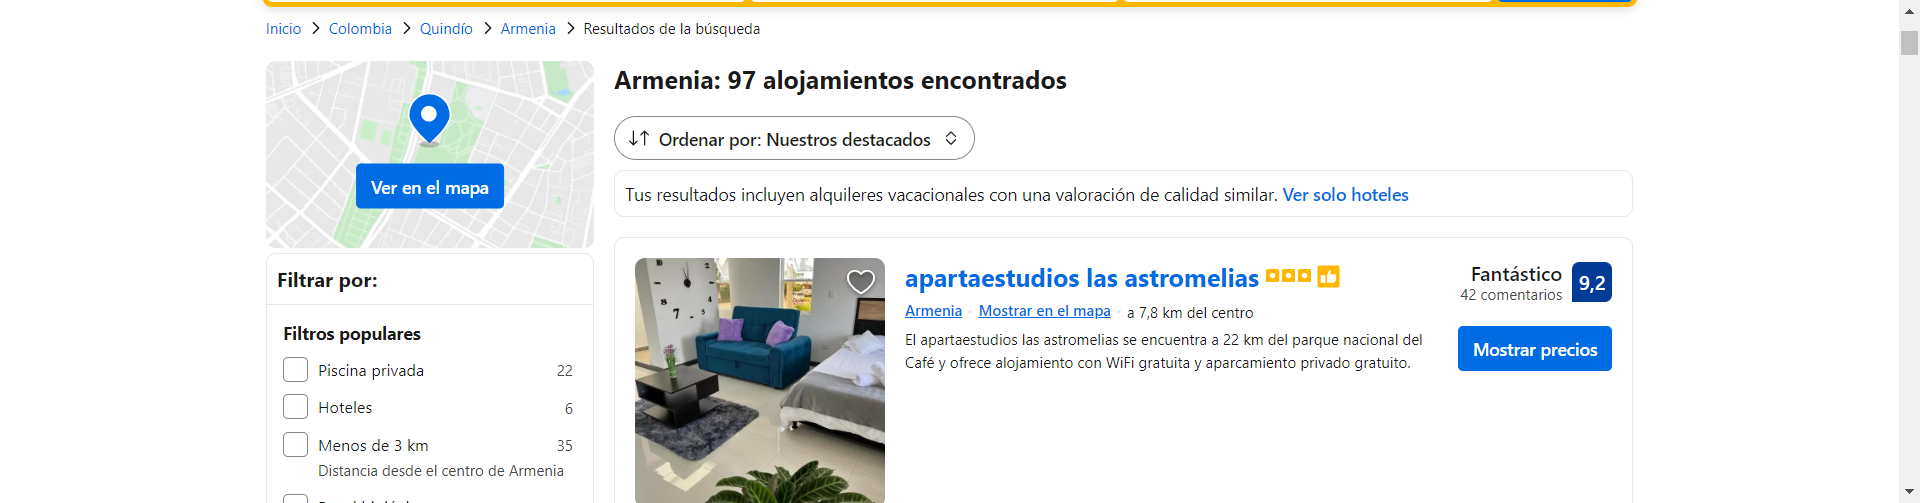 Inicio > Colombia > Quindío > Armenia > Resultados de la búsqueda
Ver en el mapa
Filtrar por:
Filtros populares
Piscina privada 22
Hoteles 6
Menos de 3 km 35
Distancia desde el centro de Armenia
Armenia: 97 alojamientos encontrados
Ordenar por: Nuestros destacados
Tus resultados incluyen alquileres vacacionales con una valoración de calidad similar. Ver solo hoteles
apartaestudios las astromelias
Armenia Mostrar en el mapa a 7,8 km del centro
El apartaestudios las astromelias se encuentra a 22 km del parque nacional del
Café y ofrece alojamiento con WiFi gratuita y aparcamiento privado gratuito.
Fantástico 9,2
42 comentarios
Mostrar precios